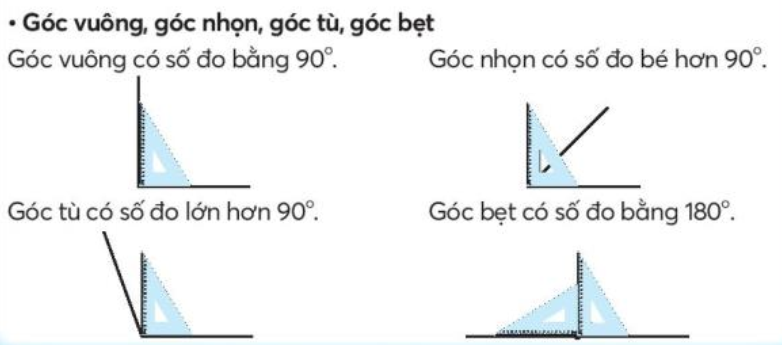 • Góc vuông, góc nhọn, góc tù, góc bẹt
Góc vuông có số đo bằng 90°.
Góc nhọn có số đo bé hơn 90°.
Góc tù có số đo lớn hơn 90°.
Góc bẹt có số đo bằng 180°.